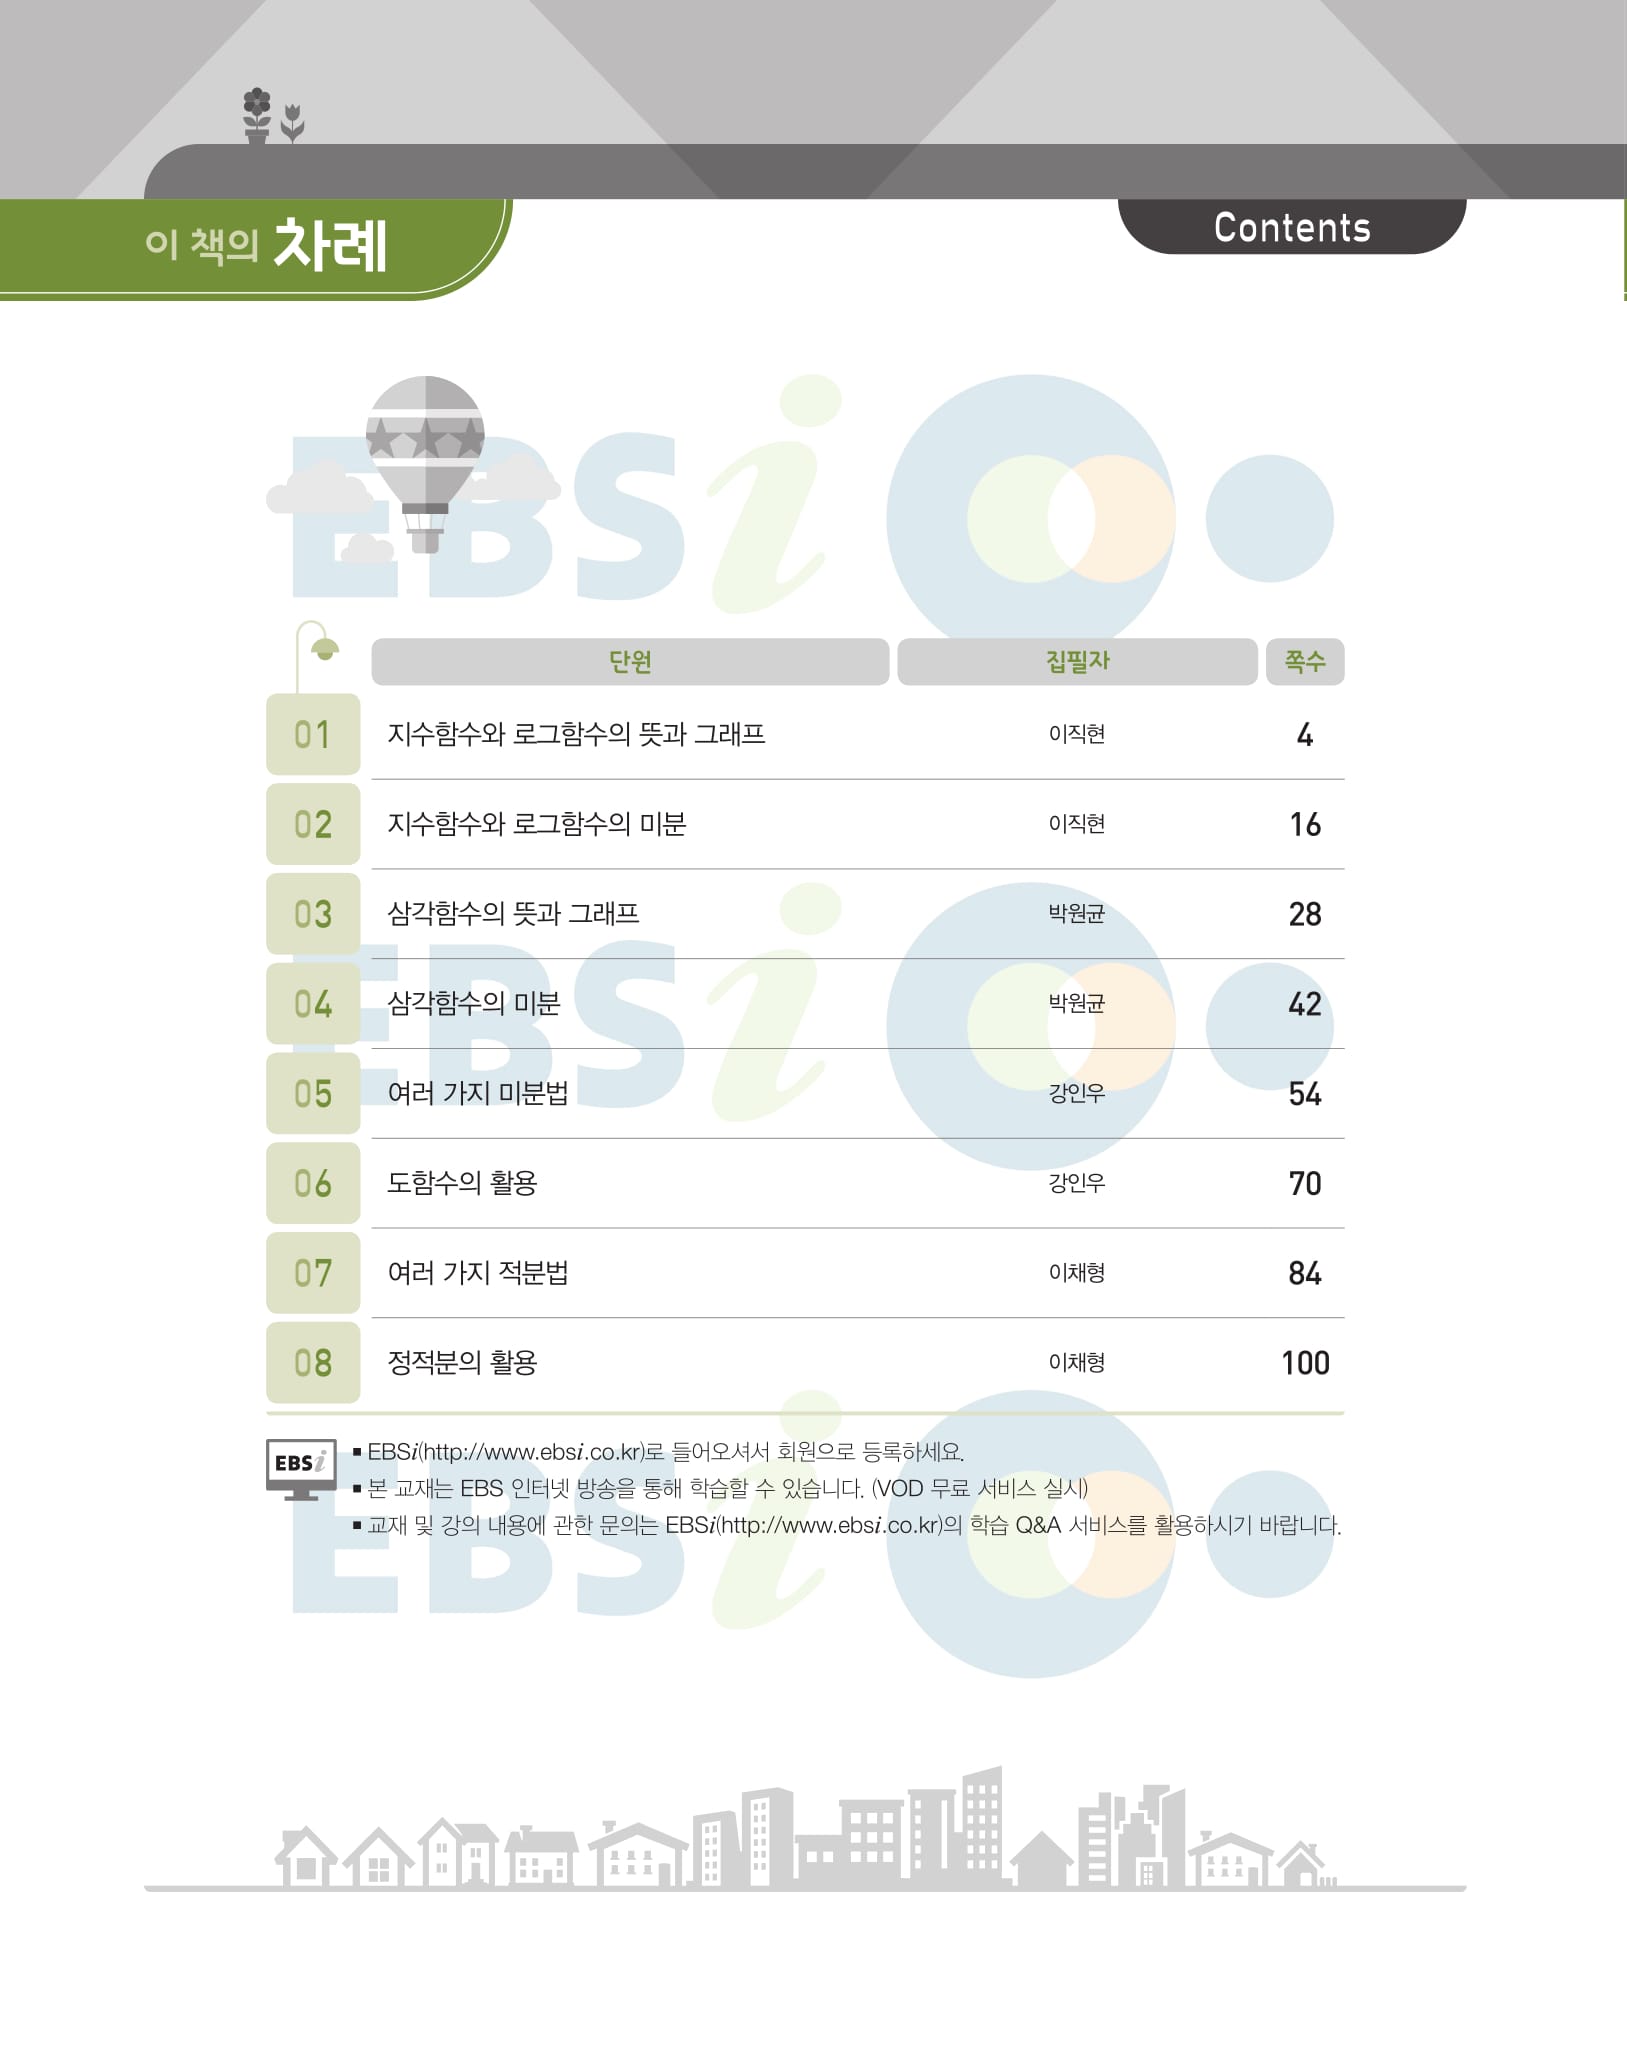 이 책의 차례
Contents
단원 집필자 쪽수
01 지수함수와 로그함수의 뜻과 그래프 이직현 4
02 지수함수와 로그함수의 미분 이직현 16
03 삼각함수의 뜻과 그래프 박원균 28
04 삼각함수의 미분 박원균 42
05 여러 가지 미분법 강인우 54
06 도함수의 활용 강인우 70
07 여러 가지 적분법 이채형 84
08 정적분의 활용 이채형 100
EBSi
▪ EBSi(http://www.ebsi.co.kr)로 들어오셔서 회원으로 등록하세요.
▪ 본 교재는 EBS 인터넷 방송을 통해 학습할 수 있습니다. (VOD 무료 서비스 실시)
▪ 교재 및 강의 내용에 관한 문의는 EBSi(http://www.ebsi.co.kr)의 학습 Q&A 서비스를 활용하시기 바랍니다.
EBSi
EBSi
EBSi